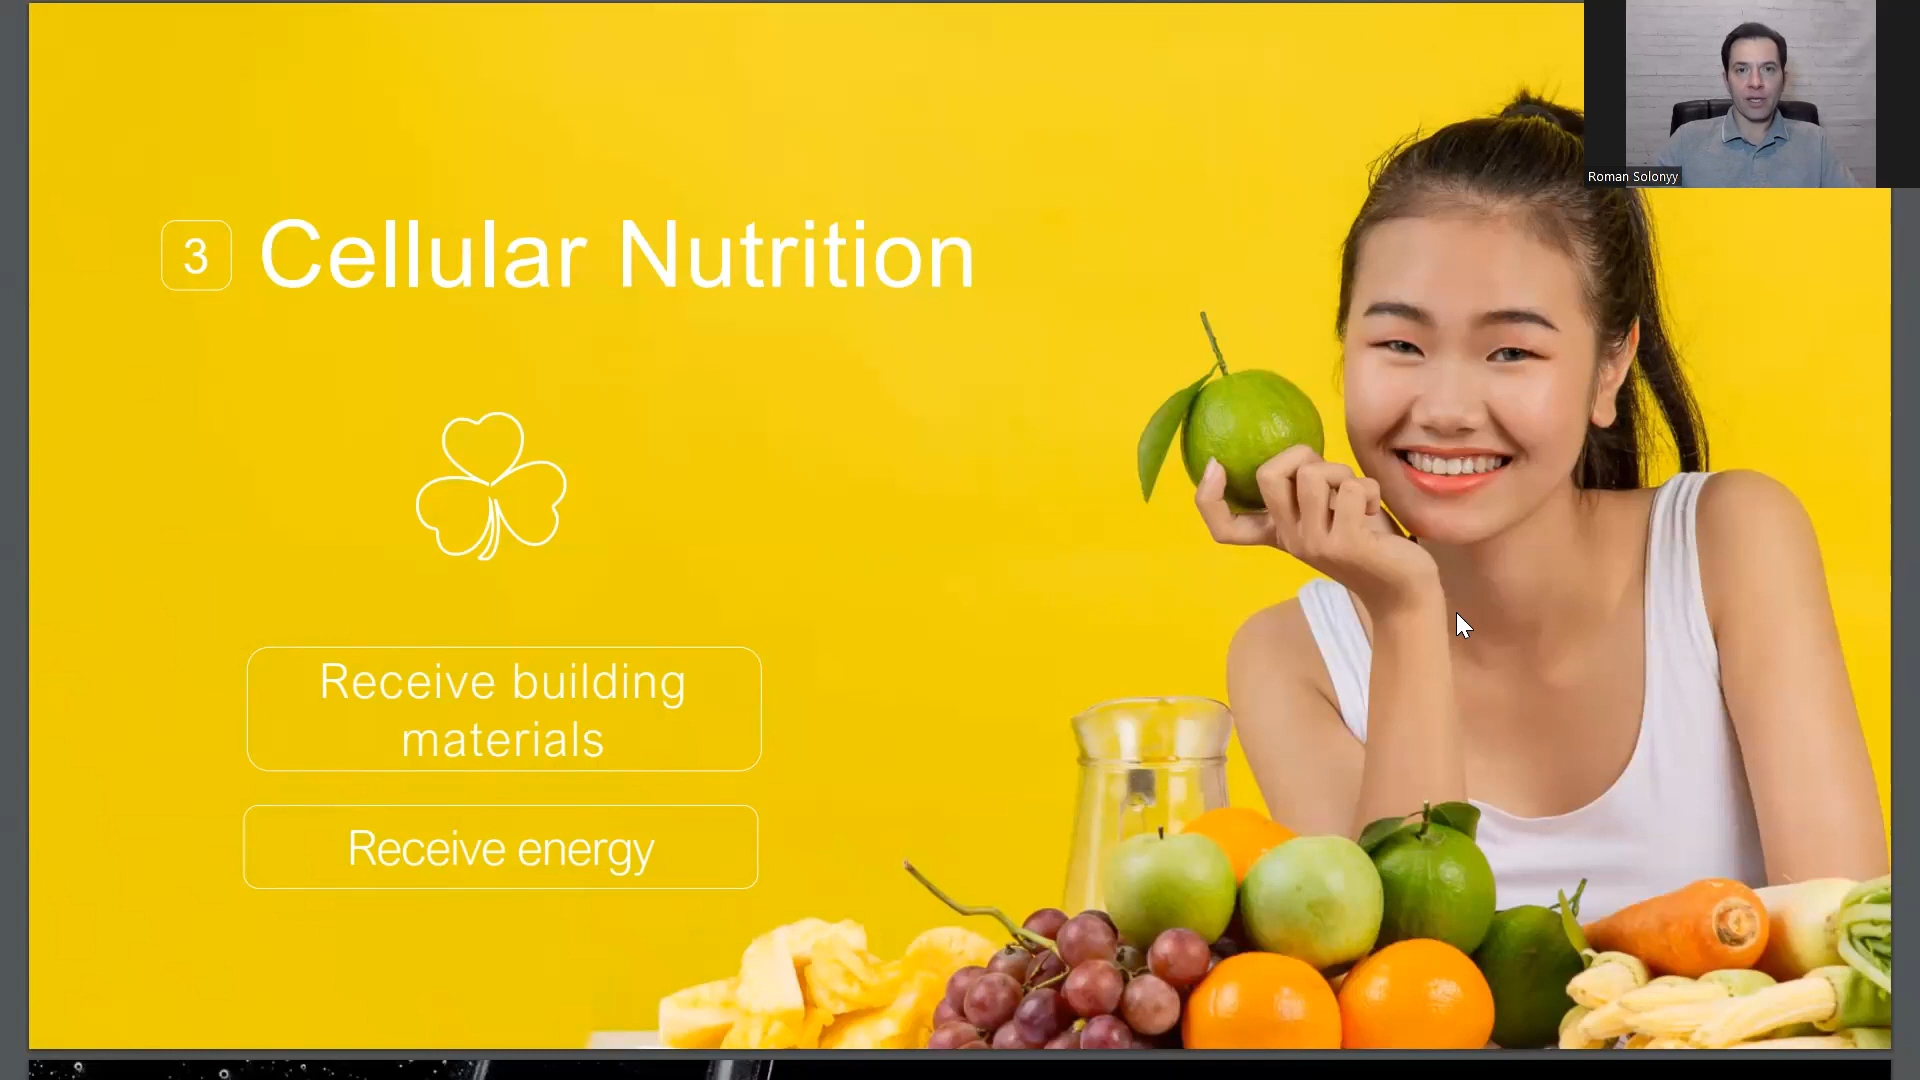 Roman Solonyy
3 Cellular Nutrition
Receive building
materials
Receive energy